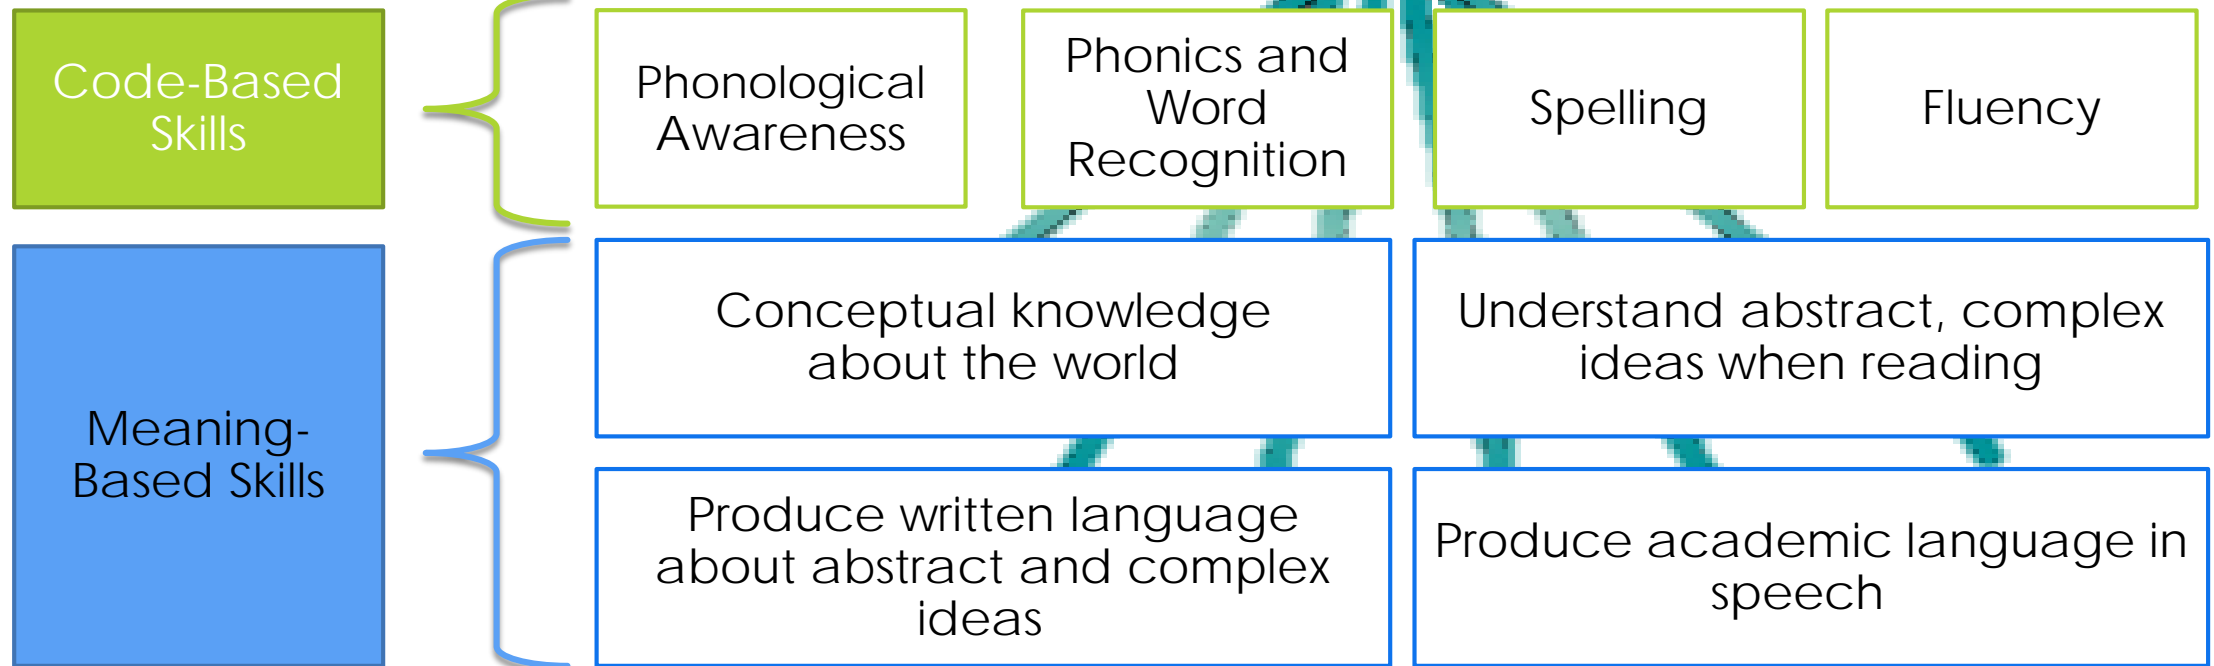 Code-Based
Skills
Phonological
Awareness
Phonics and
Word
Recognition
Spelling
Fluency
Meaning-
Based Skills
Conceptual knowledge
about the world
Understand abstract, complex
ideas when reading
Produce written language
about abstract and complex
ideas
Produce academic language in
speech